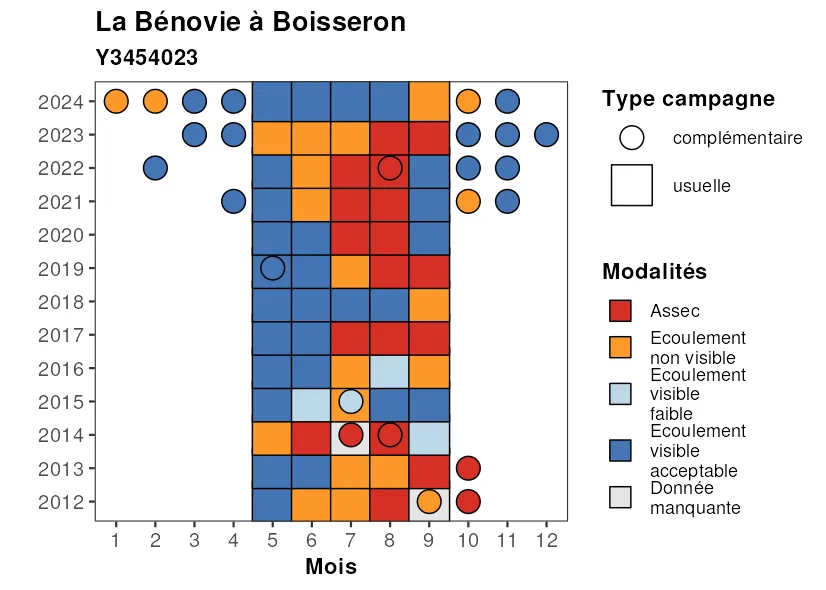 La Bénovie à Boisseron
Y3454023
2024
2023
2022
2021
2020
2019
2018
2017
2016
2015
2014
2013
2012
1 2 3 4 5 6 7 8 9 10 11 12
Mois
Type campagne
complémentaire
usuelle
Modalités
Assec
Ecoulement
non visible
Ecoulement
visible
faible
Ecoulement
visible
acceptable
Donnée
manquante